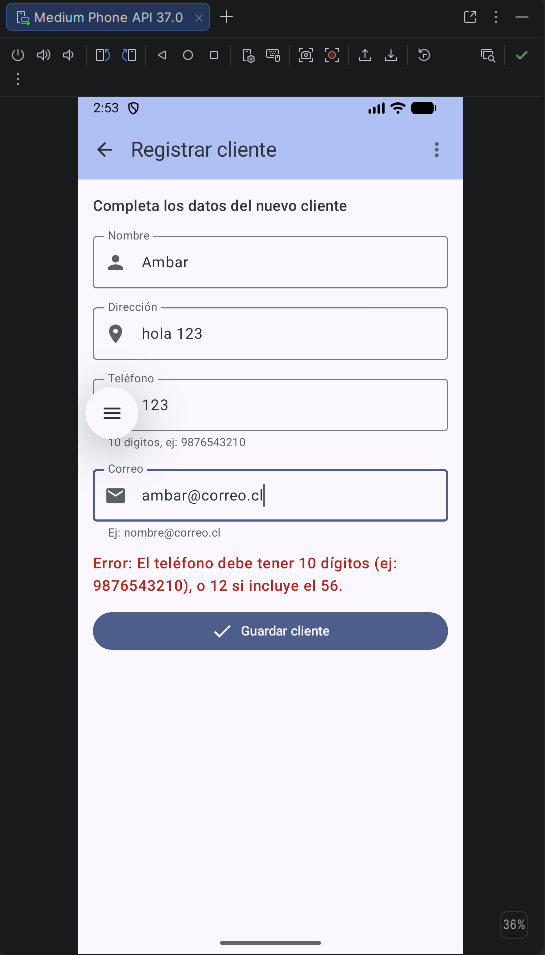 Medium Phone API 37.0
2:53
Registrar cliente
Completa los datos del nuevo cliente
Nombre
Ambar
Dirección
hola 123
Teléfono
123
10 dígitos, ej: 9876543210
Correo
ambar@correo.cl
Ej: nombre@correo.cl
Error: El teléfono debe tener 10 dígitos (ej:
9876543210), o 12 si incluye el 56.
Guardar cliente
36%